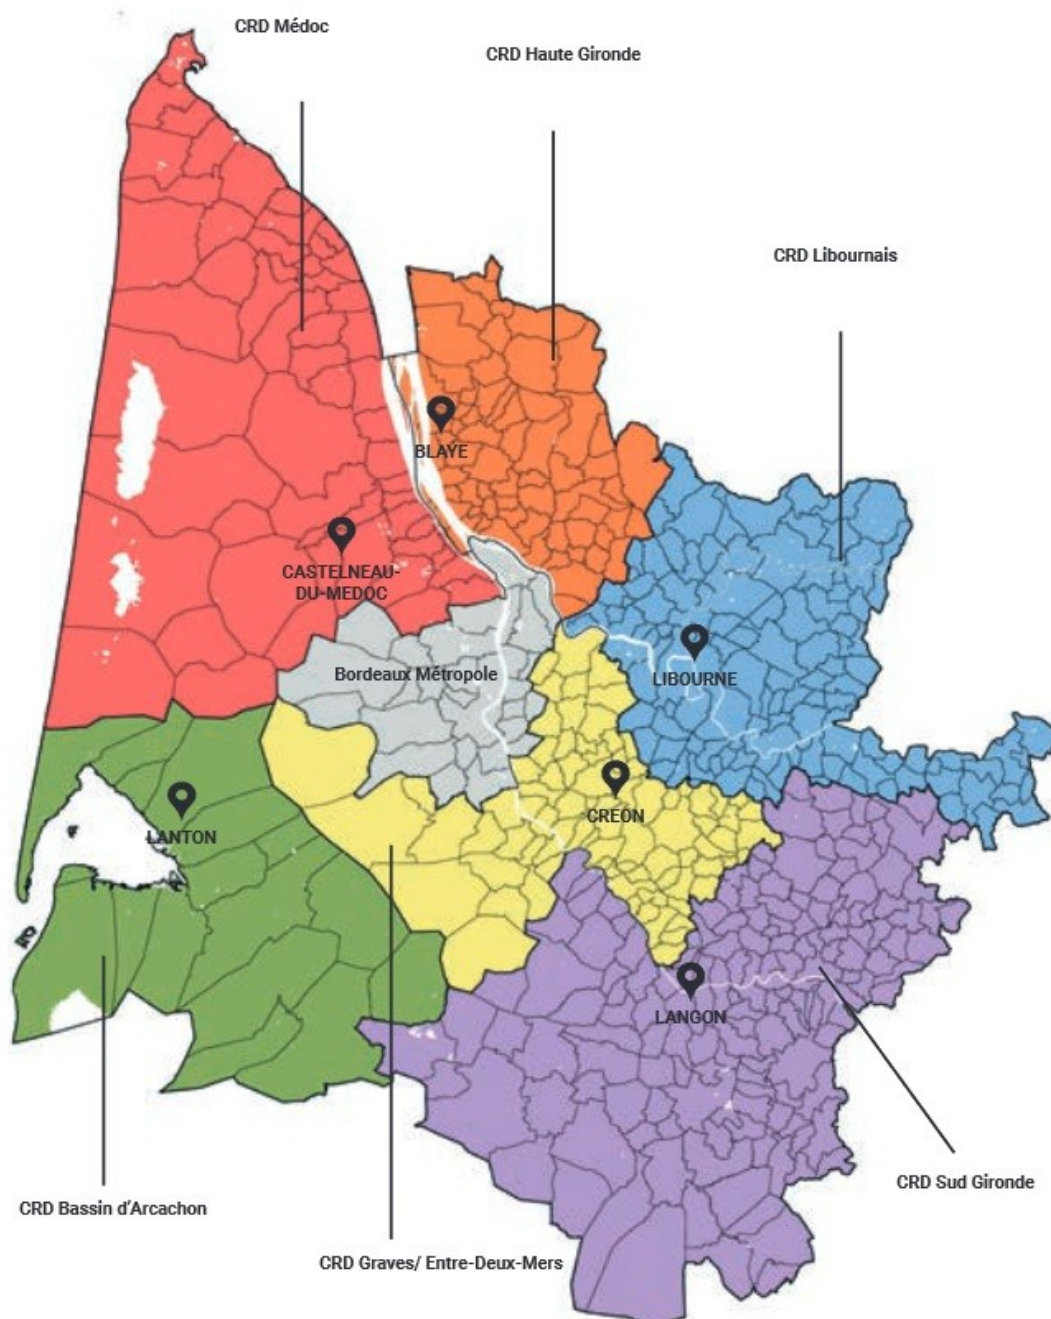 CRD Médoc
CRD Haute Gironde
CRD Libournais
BLAYE
CASTELNEAU-
DU-MEDOC
Bordeaux Métropole
LIBOURNE
LANTON
CRÉON
LANGON
CRD Sud Gironde
CRD Bassin d'Arcachon
CRD Graves/ Entre-Deux-Mers